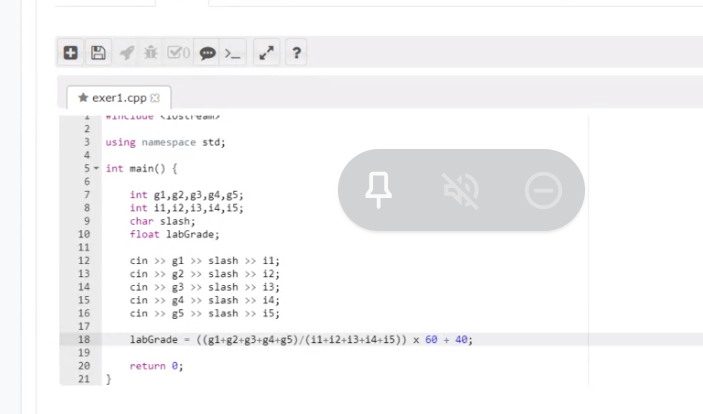 0
>_
?
exer1.cpp
1 #include <iostream>
2
3 using namespace std;
4
5 int main() {
6
7 int g1,g2,g3,g4,g5;
8 int i1,i2,i3,i4,i5;
9 char slash;
10 float labGrade;
11
12 cin >> g1 >> slash >> i1;
13 cin >> g2 >> slash >> i2;
14 cin >> g3 >> slash >> i3;
15 cin >> g4 >> slash >> i4;
16 cin >> g5 >> slash >> i5;
17
18 labGrade = ((g1+g2+g3+g4+g5)/(i1+i2+i3+i4+i5)) x 60 + 40;
19
20 return 0;
21 }